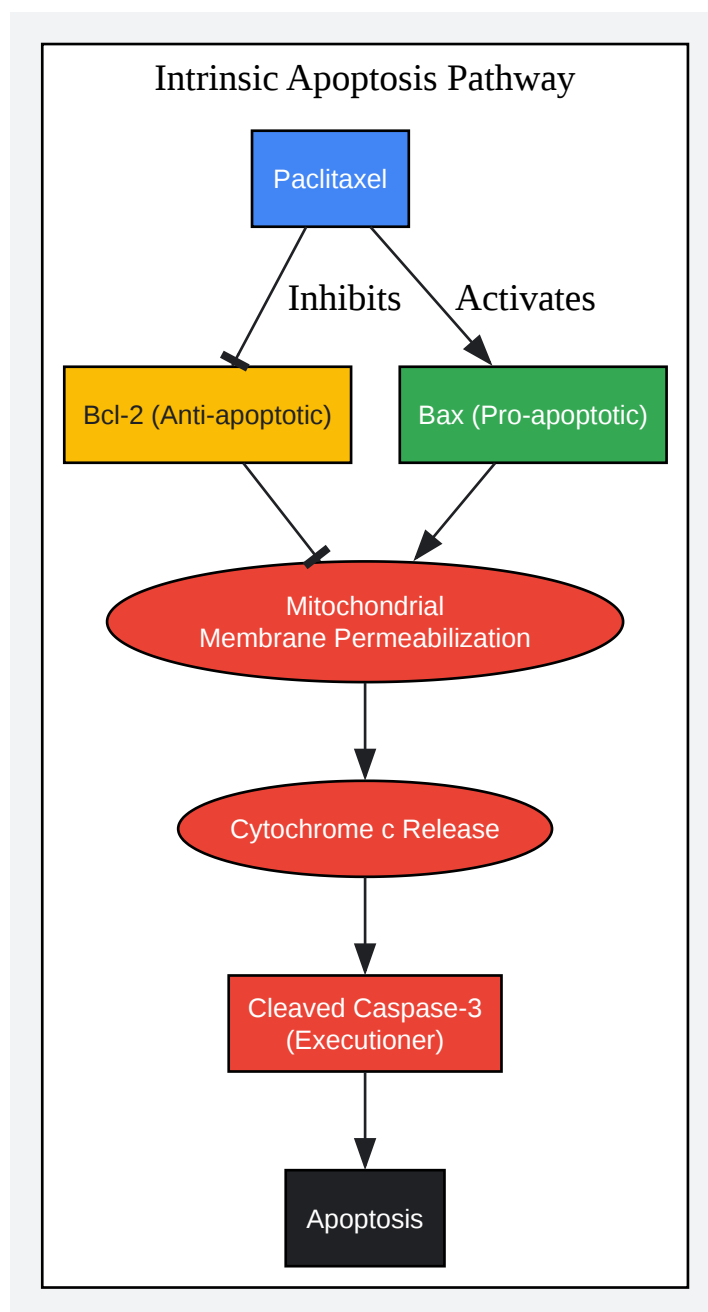 Intrinsic Apoptosis Pathway
Paclitaxel
Inhibits
Activates
Bcl-2 (Anti-apoptotic)
Bax (Pro-apoptotic)
Mitochondrial
Membrane Permeabilization
Cytochrome c Release
Cleaved Caspase-3
(Executioner)
Apoptosis